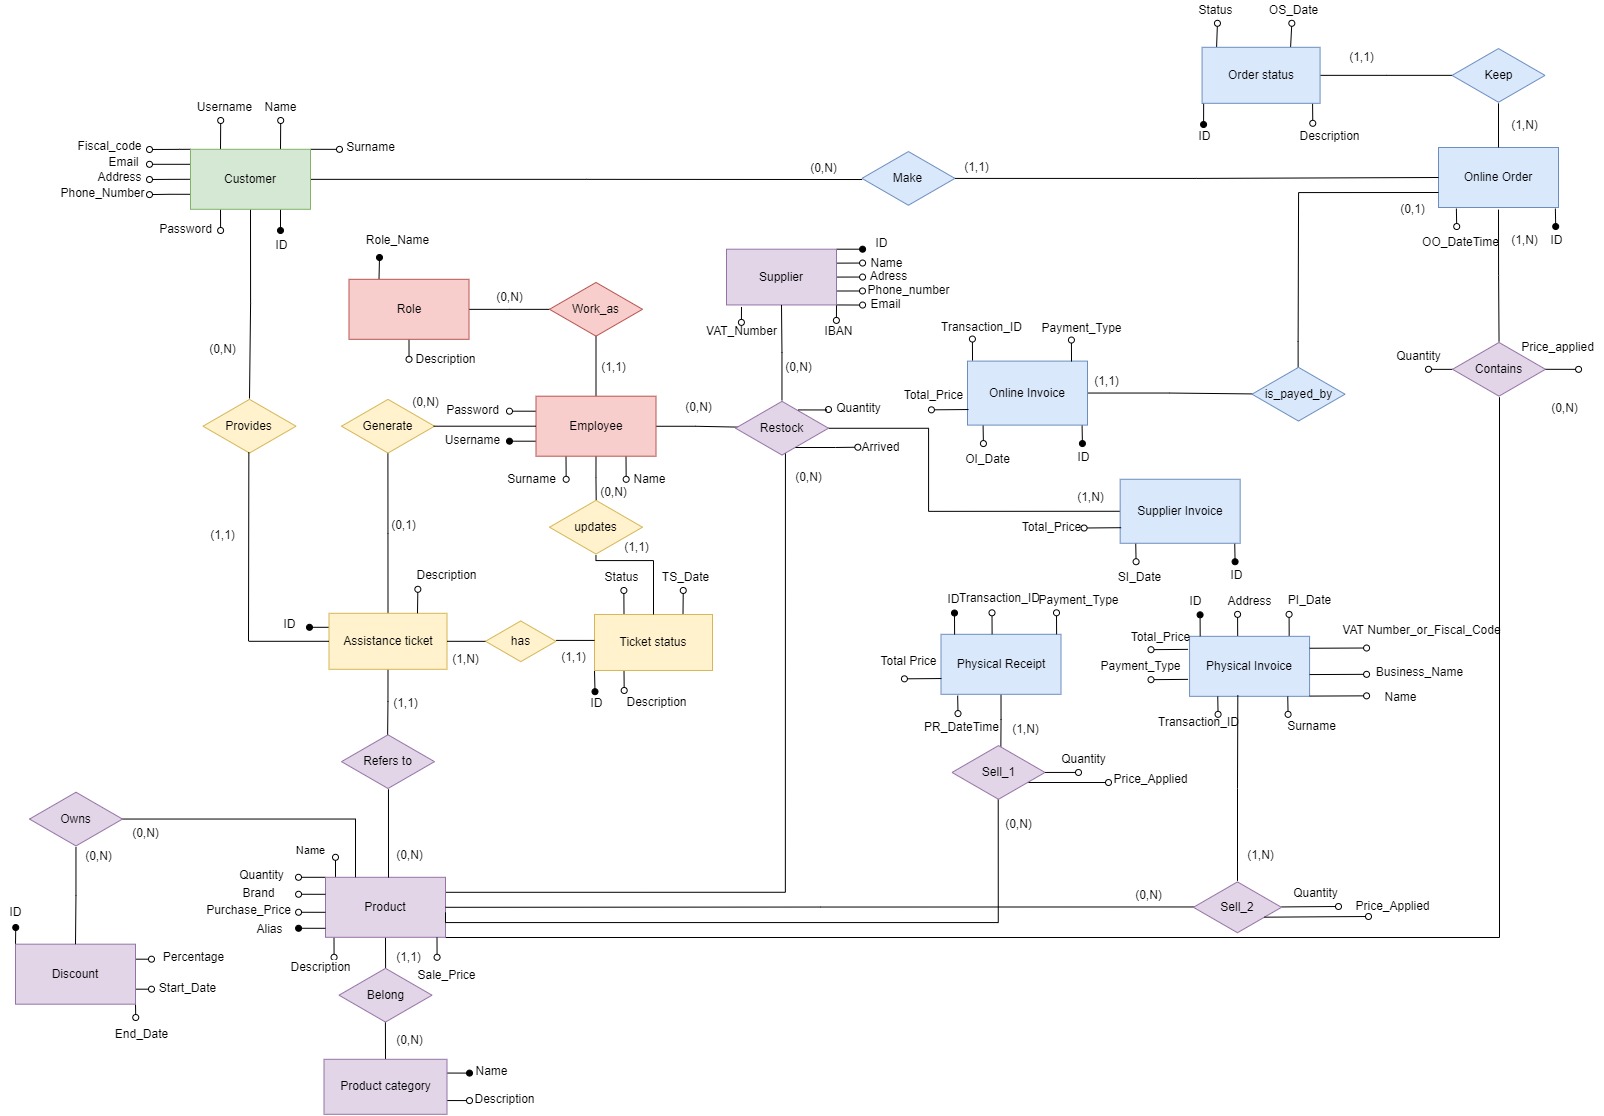 Status
OS_Date
Order status
(1,1)
Keep
ID
Description
(1,N)
Username
Name
Fiscal_code
Surname
Email
Address
Phone_Number
Customer
Password
ID
(0,N)
Make
(1,1)
Online Order
(0,1)
OO_DateTime
(1,N)
ID
Role_Name
Role
(0,N)
Work_as
Description
(1,1)
Supplier
ID
Name
Adress
Phone_number
Email
VAT_Number
IBAN
(0,N)
(0,N)
Transaction_ID
Payment_Type
Total_Price
Online Invoice
(1,1)
is_payed_by
OI_Date
ID
Quantity
Price_applied
Contains
(0,N)
Provides
Generate
(0,N)
Password
Username
Employee
(0,N)
Surname
Name
(0,N)
Restock
Quantity
Arrived
(0,N)
(1,N)
Supplier Invoice
Total_Price
SI_Date
ID
(1,1)
(0,1)
updates
(1,1)
Description
Status
TS_Date
ID
Assistance ticket
(1,N)
has
(1,1)
Ticket status
ID
Description
(1,1)
ID
Transaction_ID
Payment_Type
Total Price
Physical Receipt
PR_DateTime
(1,N)
ID
Address
PI_Date
Total_Price
VAT Number_or_Fiscal_Code
Payment_Type
Physical Invoice
Business_Name
Name
Transaction_ID
Surname
Refers to
Sell_1
Quantity
Price_Applied
(0,N)
Owns
(0,N)
(0,N)
(0,N)
(1,N)
Name
Quantity
Brand
Purchase_Price
Alias
Product
Description
(1,1)
Sale_Price
(0,N)
Sell_2
Quantity
Price_Applied
ID
Discount
Percentage
Start_Date
End_Date
Belong
(0,N)
Product category
Name
Description